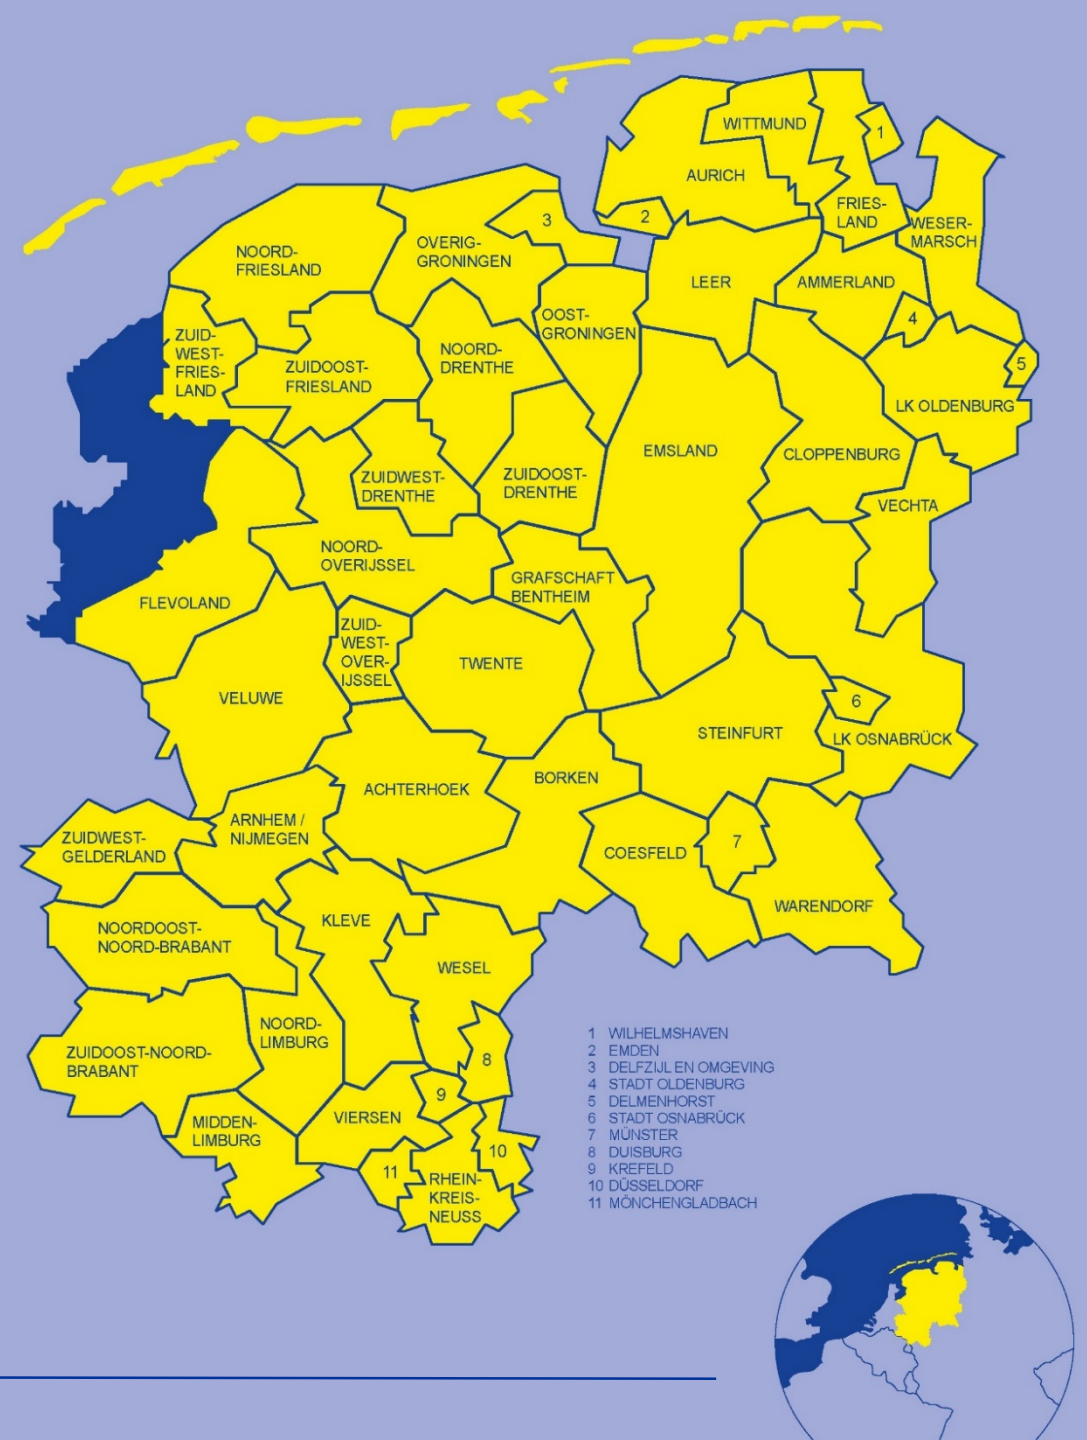 WITTMUND
1
AURICH
2
FRIES-
LAND
WESER-
MARSCH
3
NOORD-
FRIESLAND
OVERIG-
GRONINGEN
LEER
AMMERLAND
4
5
ZUID-
WEST-
FRIES-
LAND
ZUIDOOST-
FRIESLAND
NOORD-
DRENTHE
OOST-
GRONINGEN
LK OLDENBURG
EMSLAND
CLOPPENBURG
VECHTA
ZUIDWEST-
DRENTHE
ZUIDOOST-
DRENTHE
NOORD-
OVERIJSSEL
GRAFSCHAFT
BENTHEIM
FLEVOLAND
ZUID-
WEST-
OVER-
IJSSEL
TWENTE
VELUWE
6
STEINFURT
LK OSNABRÜCK
BORKEN
ACHTERHOEK
ARNHEM /
NIJMEGEN
ZUIDWEST-
GELDERLAND
COESFELD
7
WARENDORF
KLEVE
NOORDOOST-
NOORD-BRABANT
WESEL
NOORD-
LIMBURG
ZUIDOOST-NOORD-
BRABANT
8
9
VIERSEN
MIDDEN-
LIMBURG
10
11
RHEIN-
KREIS-
NEUSS
1 WILHELMSHAVEN
2 EMDEN
3 DELFZIJL EN OMGEVING
4 STADT OLDENBURG
5 DELMENHORST
6 STADT OSNABRÜCK
7 MÜNSTER
8 DUISBURG
9 KREFELD
10 DÜSSELDORF
11 MÖNCHENGLADBACH